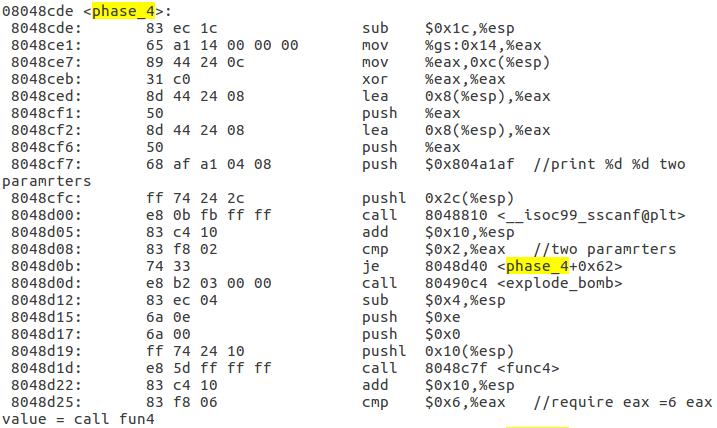 08048cde <phase_4>:
8048cde: 83 ec 1c sub $0x1c,%esp
8048ce1: 65 a1 14 00 00 00 mov %gs:0x14,%eax
8048ce7: 89 44 24 0c mov %eax,0xc(%esp)
8048ceb: 31 c0 xor %eax,%eax
8048ced: 8d 44 24 08 lea 0x8(%esp),%eax
8048cf1: 50 push %eax
8048cf2: 8d 44 24 08 lea 0x8(%esp),%eax
8048cf6: 50 push %eax
8048cf7: 68 af a1 04 08 push $0x804a1af //print %d %d two
paramrters
8048cfc: ff 74 24 2c pushl 0x2c(%esp)
8048d00: e8 0b fb ff ff call 8048810 <__isoc99_sscanf@plt>
8048d05: 83 c4 10 add $0x10,%esp
8048d08: 83 f8 02 cmp $0x2,%eax //two paramrters
8048d0b: 74 33 je 8048d40 <phase_4+0x62>
8048d0d: e8 b2 03 00 00 call 80490c4 <explode_bomb>
8048d12: 83 ec 04 sub $0x4,%esp
8048d15: 6a 0e push $0xe
8048d17: 6a 00 push $0x0
8048d19: ff 74 24 10 pushl 0x10(%esp)
8048d1d: e8 5d ff ff ff call 8048c7f <func4>
8048d22: 83 c4 10 add $0x10,%esp
8048d25: 83 f8 06 cmp $0x6,%eax //require eax =6 eax
value = call fun4